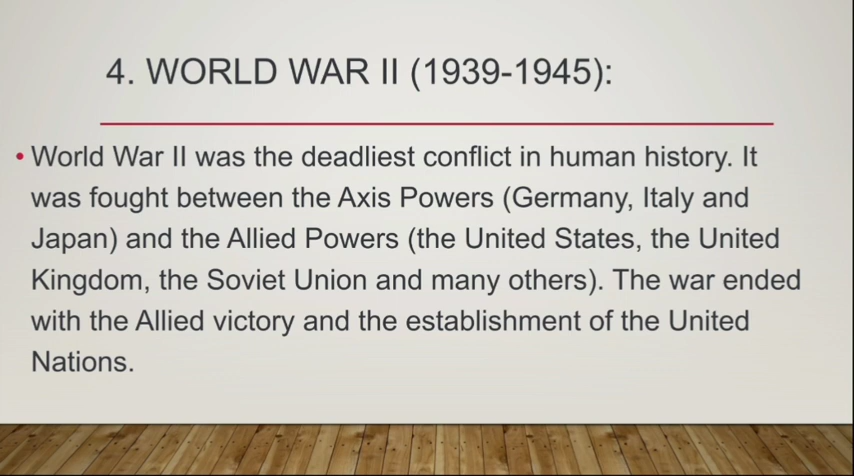 4. WORLD WAR II (1939-1945):
• World War II was the deadliest conflict in human history. It
was fought between the Axis Powers (Germany, Italy and
Japan) and the Allied Powers (the United States, the United
Kingdom, the Soviet Union and many others). The war ended
with the Allied victory and the establishment of the United
Nations.